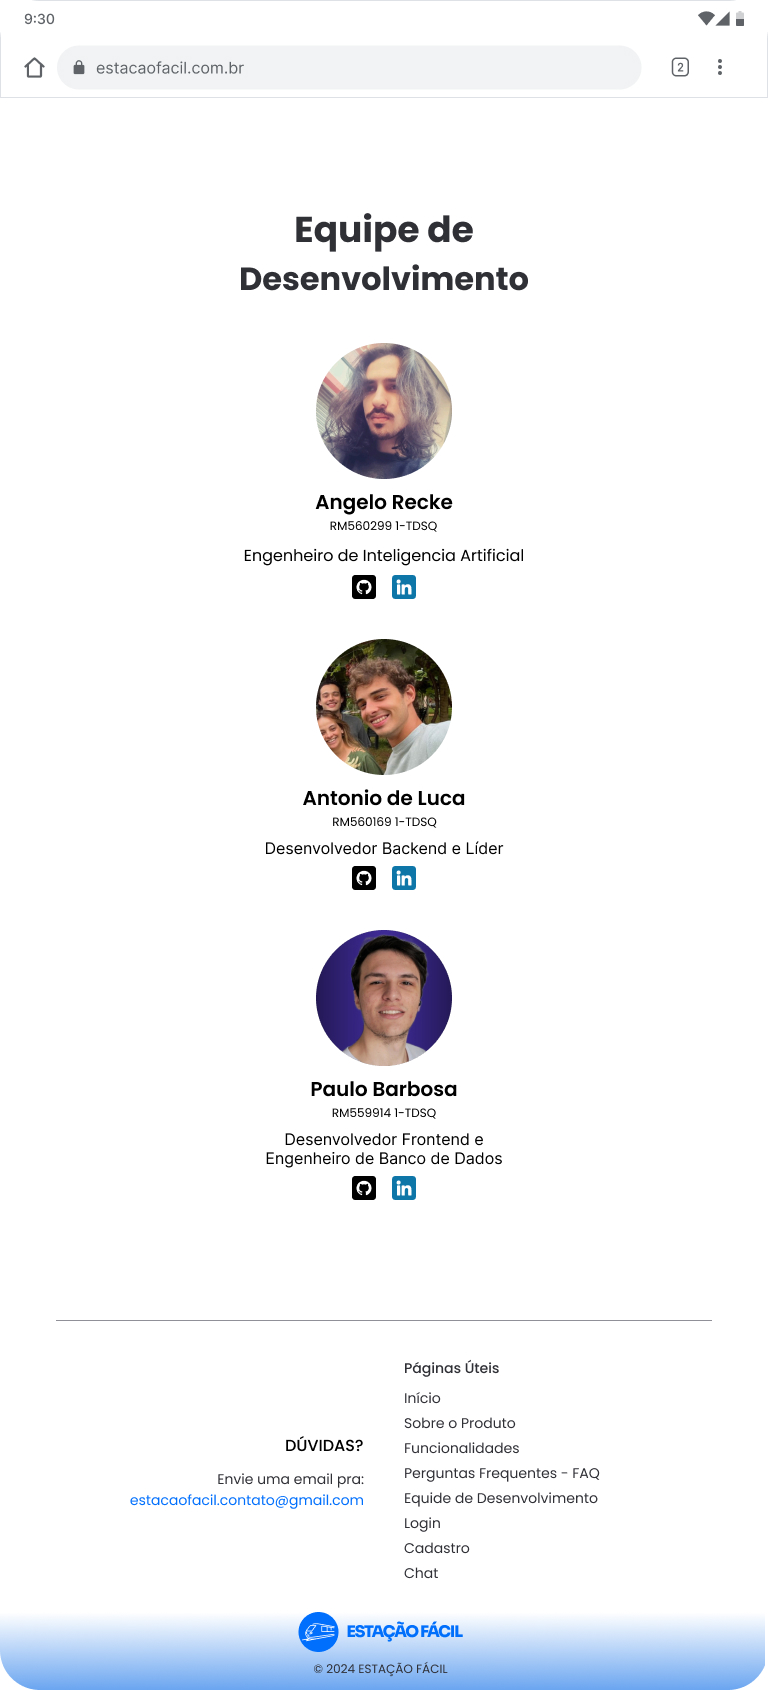 9:30
estacaofacil.com.br
2
Equipe de
Desenvolvimento
Angelo Recke
RM560299 1-TDSQ
Engenheiro de Inteligencia Artificial
in
Antonio de Luca
RM560169 1-TDSQ
Desenvolvedor Backend e Líder
in
Paulo Barbosa
RM559914 1-TDSQ
Desenvolvedor Frontend e
Engenheiro de Banco de Dados
in
DÚVIDAS?
Envie uma email pra:
estacaofacil.contato@gmail.com
Páginas Úteis
Início
Sobre o Produto
Funcionalidades
Perguntas Frequentes - FAQ
Equide de Desenvolvimento
Login
Cadastro
Chat
ESTAÇÃO FÁCIL
© 2024 ESTAÇÃO FÁCIL